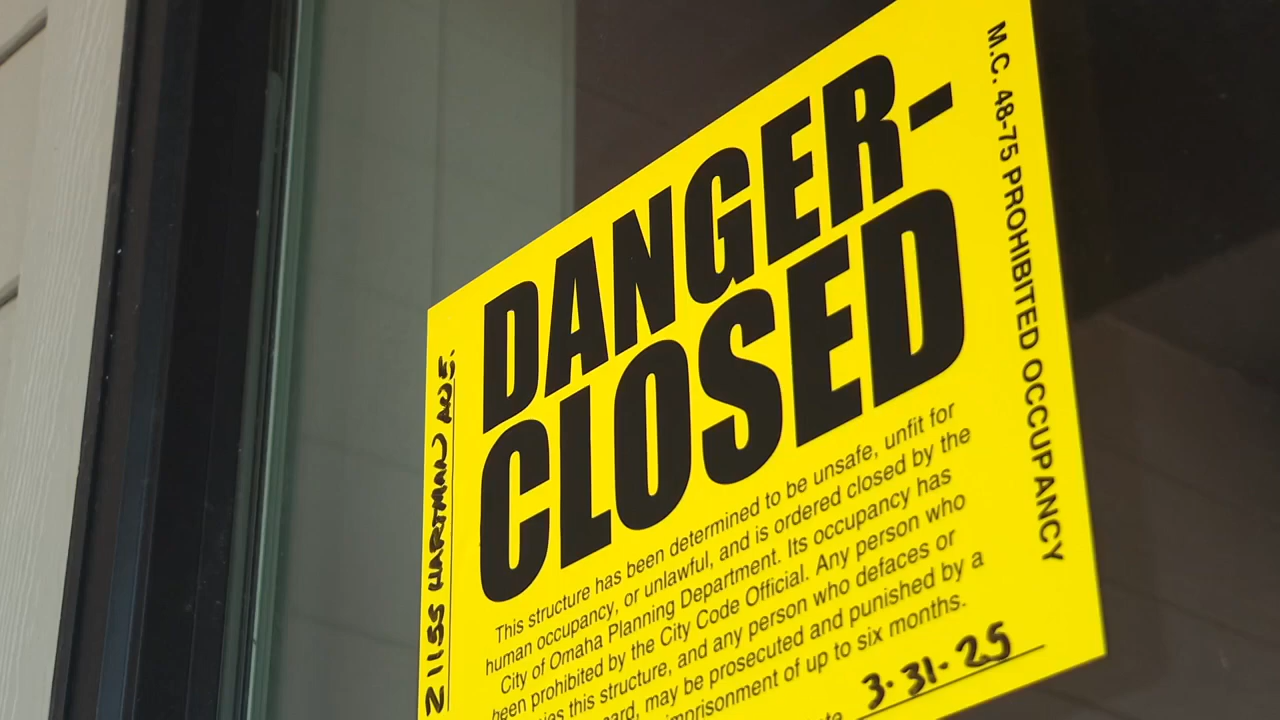 DANGER-
CLOSED
This structure has been determined to be unsafe, unfit for
human occupancy, or unlawful, and is ordered closed by the
City of Omaha Planning Department. Its occupancy has
been prohibited by the City Code Official. Any person who
this structure, and any person who defaces or
may be prosecuted and punished by a
imprisonment of up to six months.
3-31-25
2155 HARTMAN AVE.
M.C. 48-75 PROHIBITED OCCUPANCY